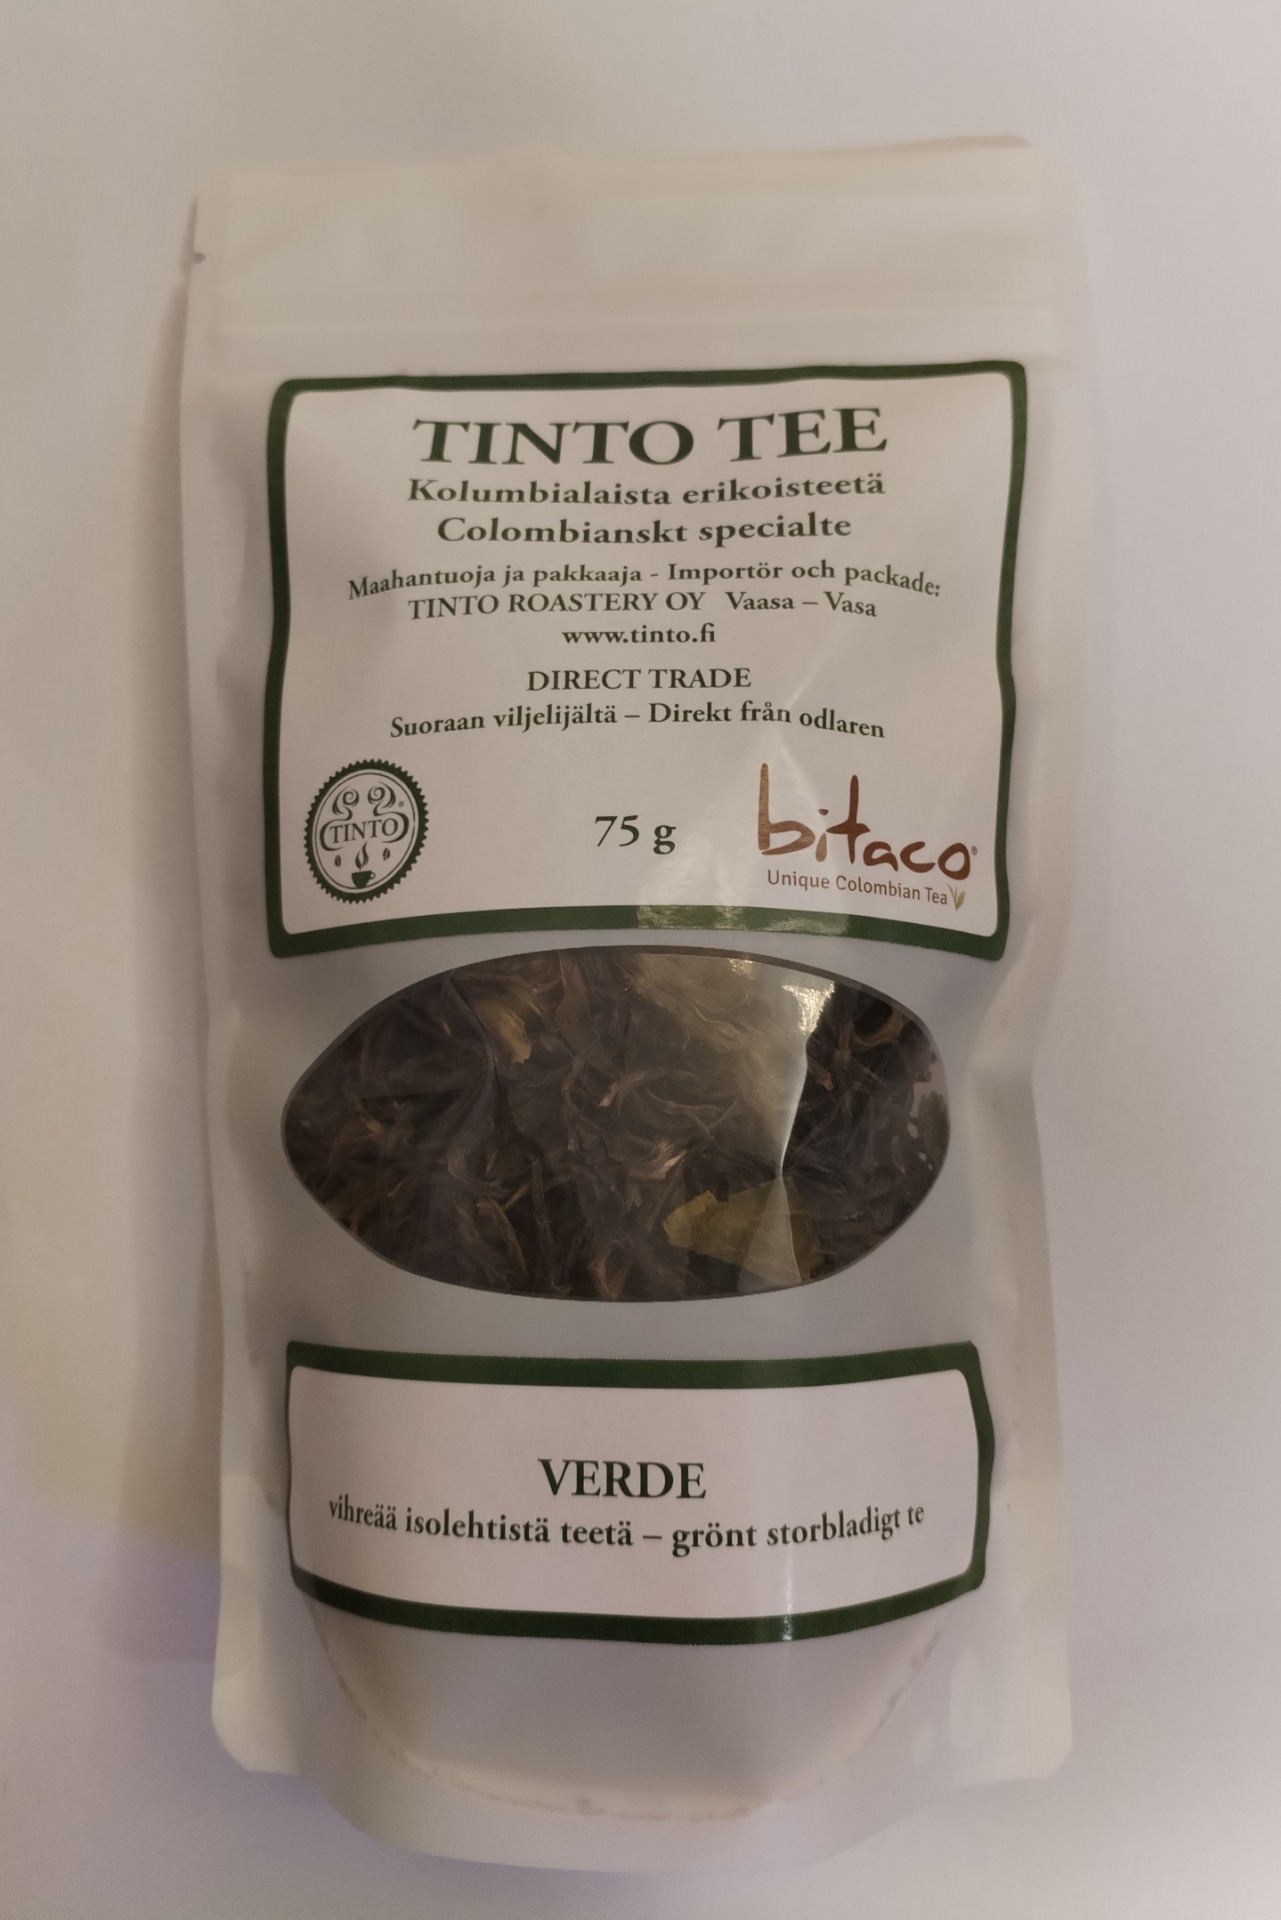 TINTO TEE
Kolumbialaista erikoisteetä
Colombianskt specialte
Maahantuoja ja pakkaaja - Importör och packade:
TINTO ROASTERY OY Vaasa – Vasa
www.tinto.fi
DIRECT TRADE
Suoraan viljelijältä – Direkt från odlaren
TINTO®
75 g
bitaco®
Unique Colombian Tea
VERDE
vihreää isolehtistä teetä – grönt storbladigt te